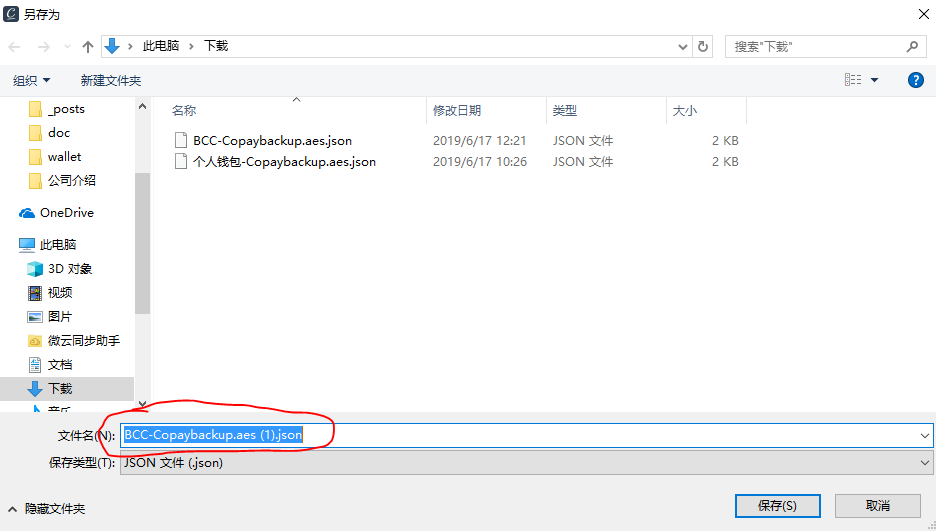 另存为
此电脑 > 下载
搜索"下载"
组织 新建文件夹
_posts
doc
wallet
公司介绍
OneDrive
此电脑
3D 对象
视频
图片
微云同步助手
文档
下载
音乐
名称 修改日期 类型 大小
BCC-Copaybackup.aes.json 2019/6/17 12:21 JSON 文件 2 KB
个人钱包-Copaybackup.aes.json 2019/6/17 10:26 JSON 文件 2 KB
文件名(N): BCC-Copaybackup.aes (1).json
保存类型(T): JSON 文件 (.json)
隐藏文件夹 保存(S) 取消